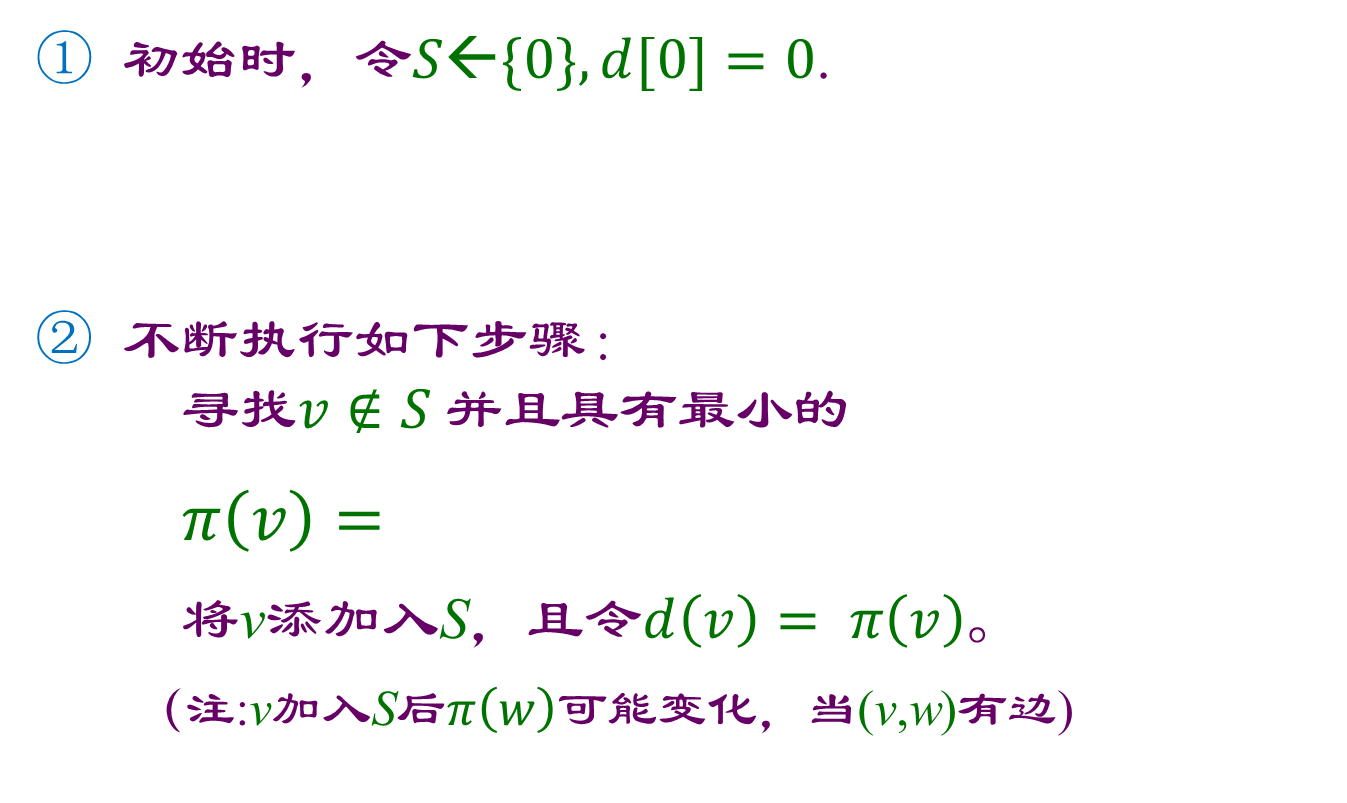 ① 初始时，令S←{0}, d[0] = 0.
② 不断执行如下步骤:
寻找v ∉ S 并且具有最小的
π(v) =
将v添加入S，且令d(v) = π(v)。
(注:v加入S后π(w)可能变化，当(v,w)有边)